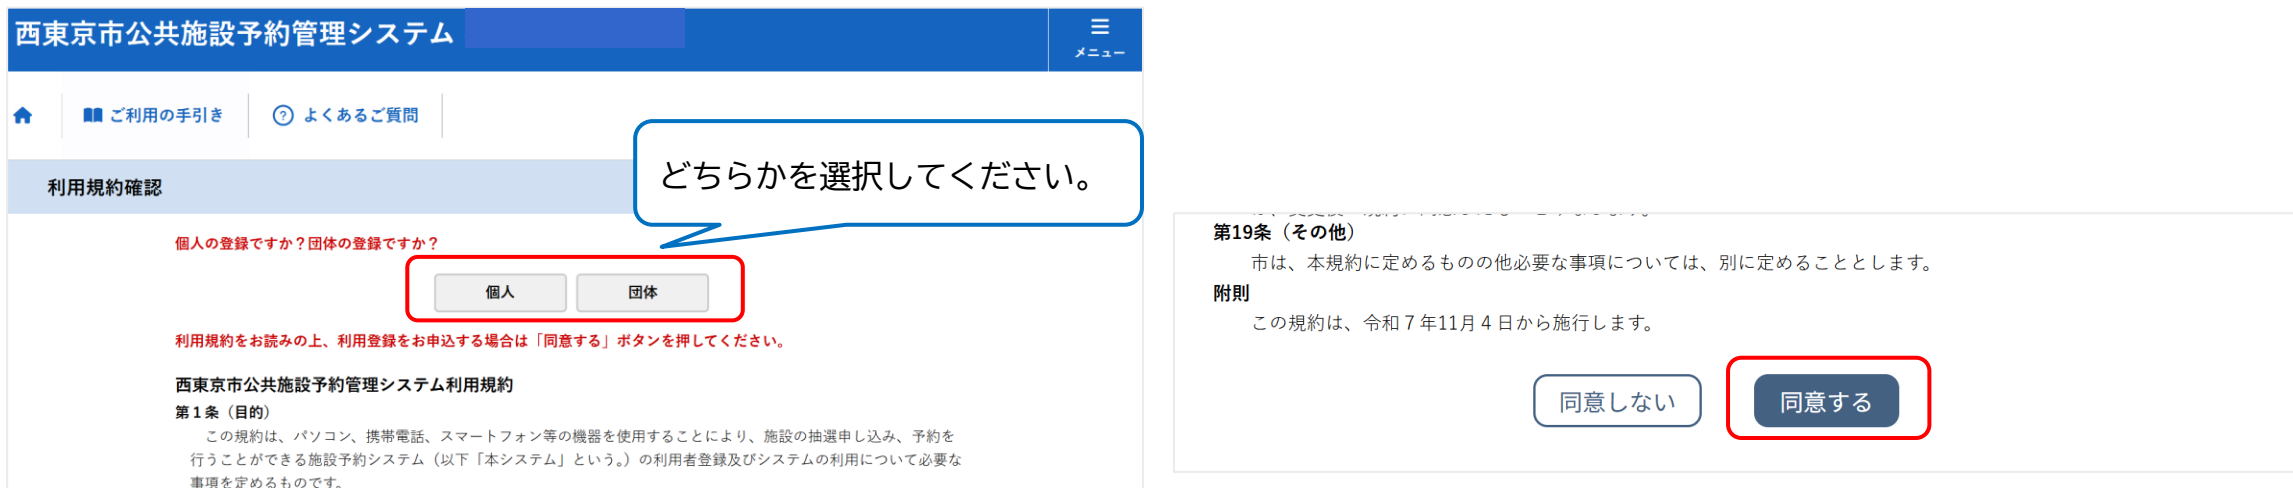 西東京市公共施設予約管理システム
メニュー
ご利用の手引き
よくあるご質問
利用規約確認
どちらかを選択してください。
個人の登録ですか？団体の登録ですか？
個人
団体
利用規約をお読みの上、利用登録をお申込する場合は「同意する」ボタンを押してください。
西東京市公共施設予約管理システム利用規約
第１条（目的）
この規約は、パソコン、携帯電話、スマートフォン等の機器を使用することにより、施設の抽選申し込み、予約を
行うことができる施設予約システム（以下「本システム」という。）の利用者登録及びシステムの利用について必要な
事項を定めるものです。
第19条（その他）
市は、本規約に定めるものの他必要な事項については、別に定めることとします。
附則
この規約は、令和７年11月４日から施行します。
同意しない
同意する